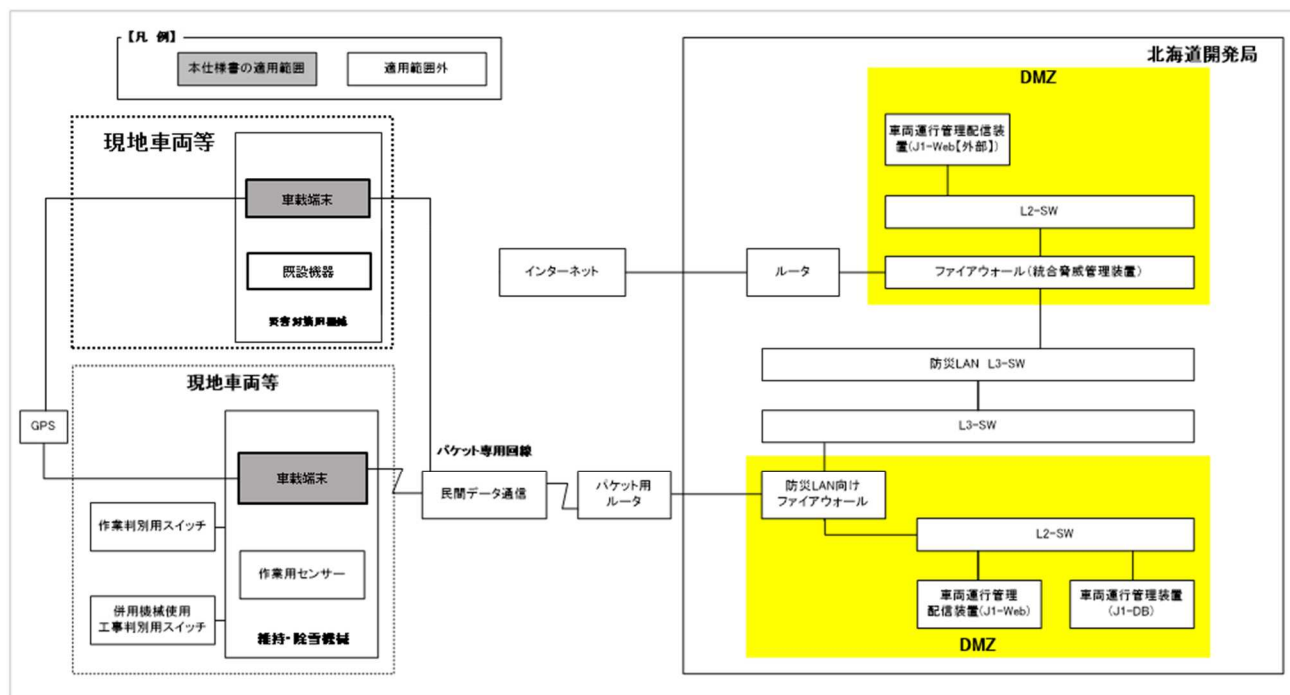 【凡 例】
本仕様書の適用範囲
適用範囲外
現地車両等
車載端末
既設機器
災害対策用機械
現地車両等
GPS
車載端末
作業判別用スイッチ
作業用センサー
併用機械使用
工事判別用スイッチ
維持・除雪機械
パケット専用回線
民間データ通信
パケット用
ルータ
インターネット
北海道開発局
DMZ
車両運行管理配信装
置(J1-Web【外部】)
L2-SW
ルータ
ファイアウォール(統合脅威管理装置)
防災LAN L3-SW
L3-SW
防災LAN向け
ファイアウォール
L2-SW
車両運行管理
配信装置(J1-Web)
車両運行管理装置
(J1-DB)
DMZ